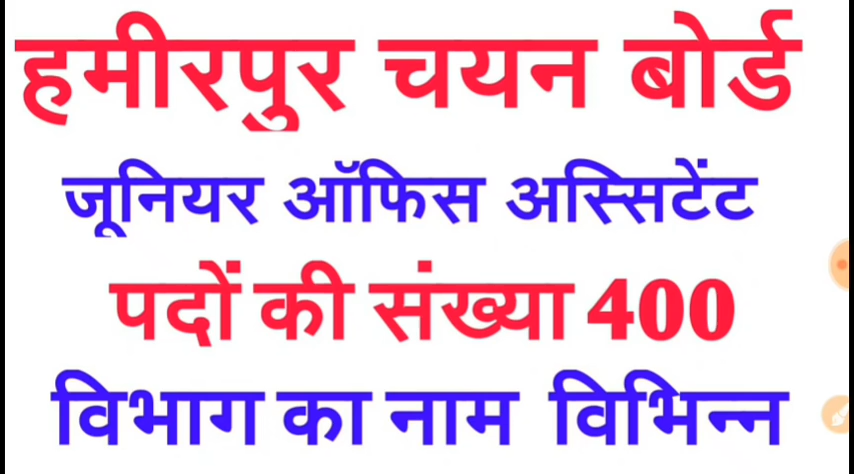 हमीरपुर चयन बोर्ड
जूनियर ऑफिस अस्सिटेंट
पदों की संख्या 400
विभाग का नाम विभिन्न